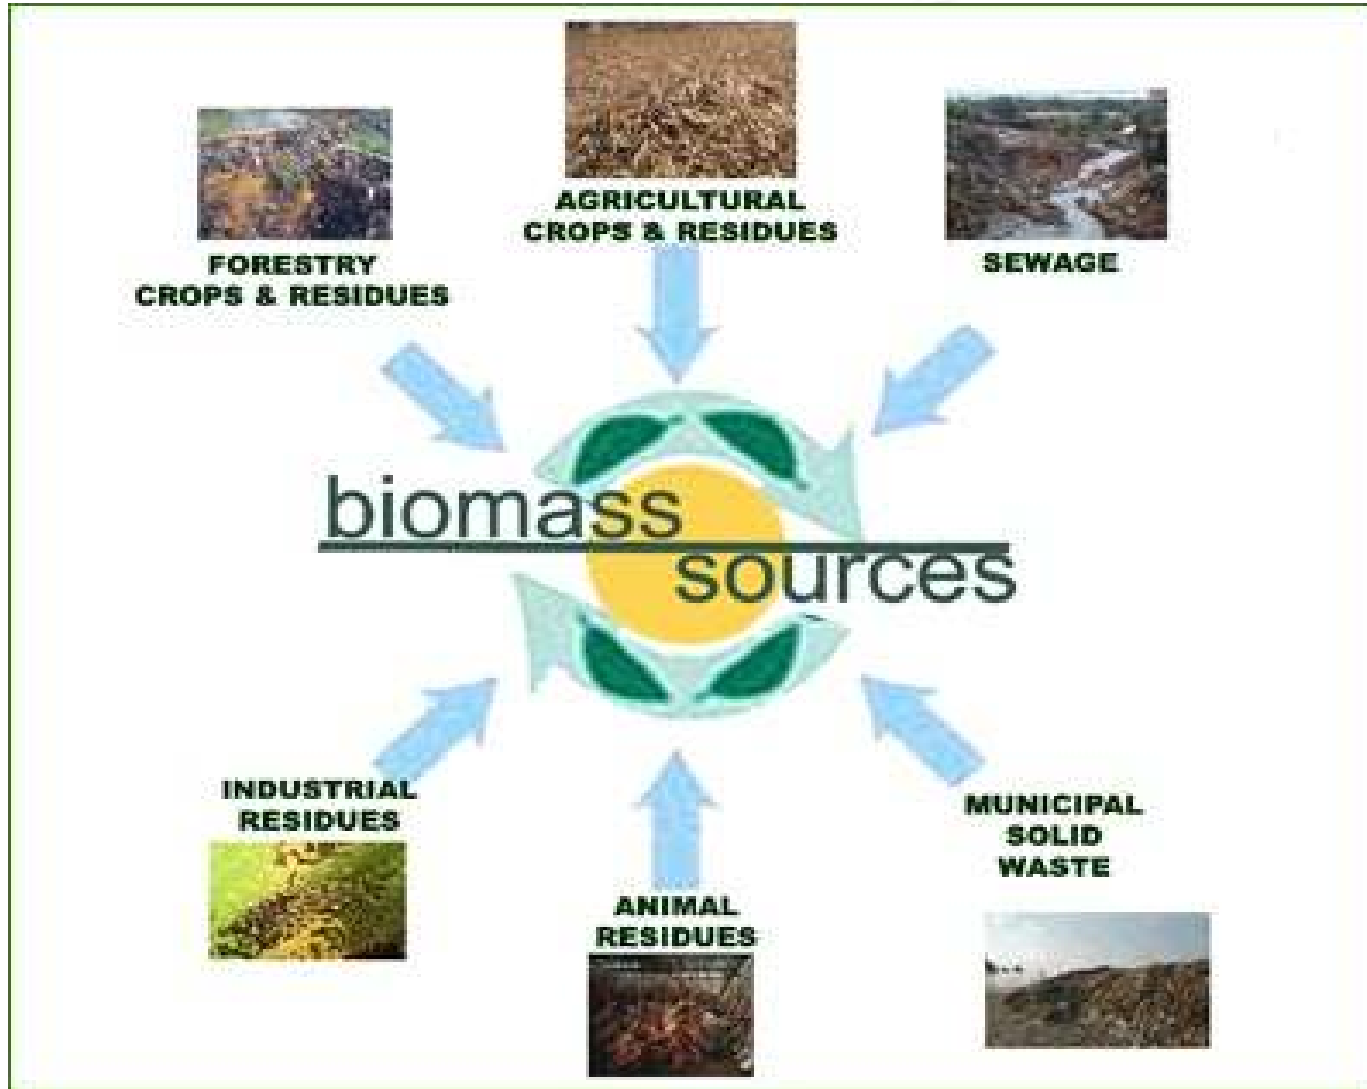 AGRICULTURAL
CROPS & RESIDUES
FORESTRY
CROPS & RESIDUES
SEWAGE
biomass
sources
INDUSTRIAL
RESIDUES
ANIMAL
RESIDUES
MUNICIPAL
SOLID
WASTE